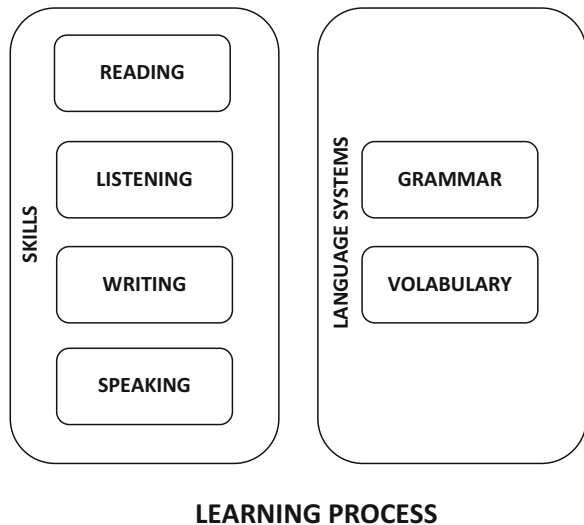 SKILLS
READING
LISTENING
WRITING
SPEAKING
LANGUAGE SYSTEMS
GRAMMAR
VOLABULARY
LEARNING PROCESS